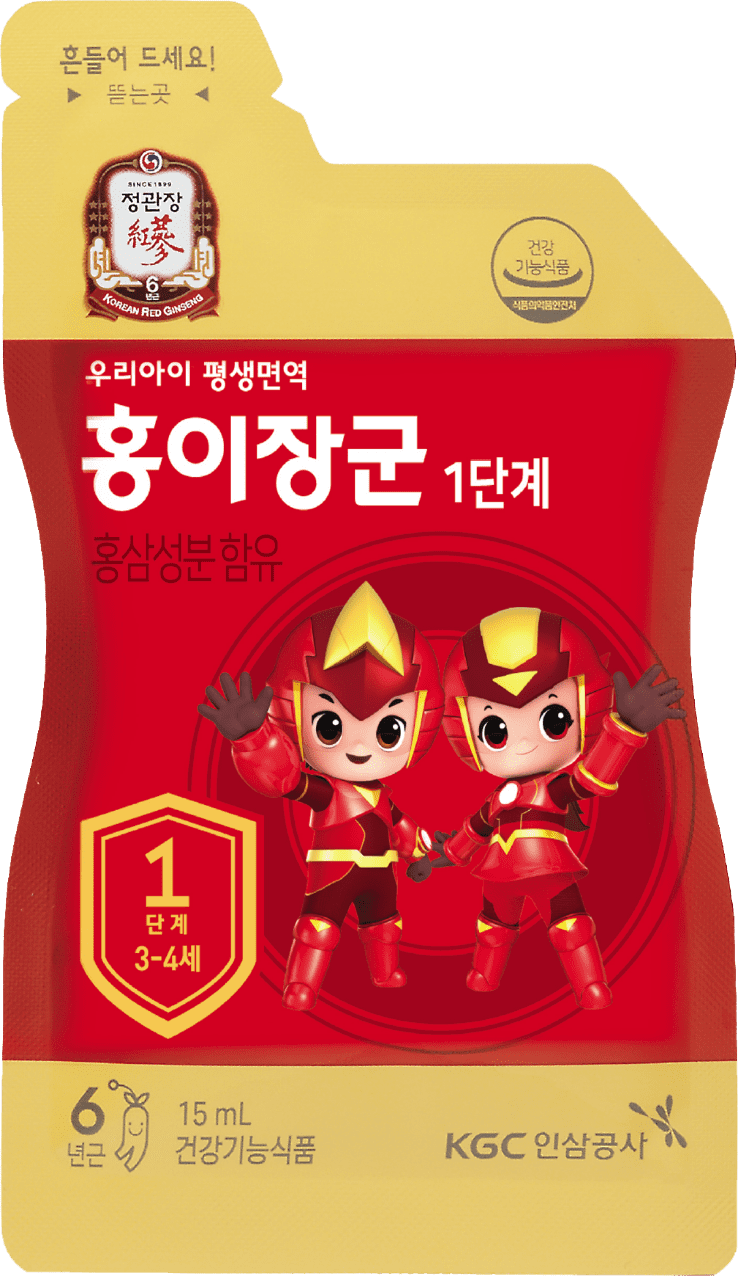 흔들어 드세요!
▶ 뜯는곳 ◀
SINCE 1899
정관장
紅蔘
6
년근
KOREAN RED GINSENG
건강
기능식품
식품의약품안전처
우리아이 평생면역
홍이장군 1단계
홍삼성분 함유
1
단계
3-4세
6
년근
15 mL
건강기능식품
KGC 인삼공사